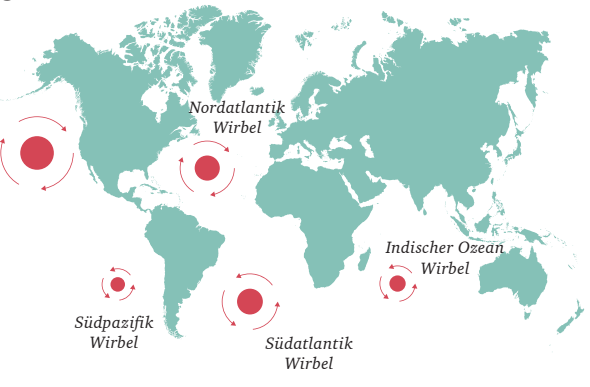 Nordatlantik
Wirbel
Indischer Ozean
Wirbel
Südpazifik
Wirbel
Südatlantik
Wirbel